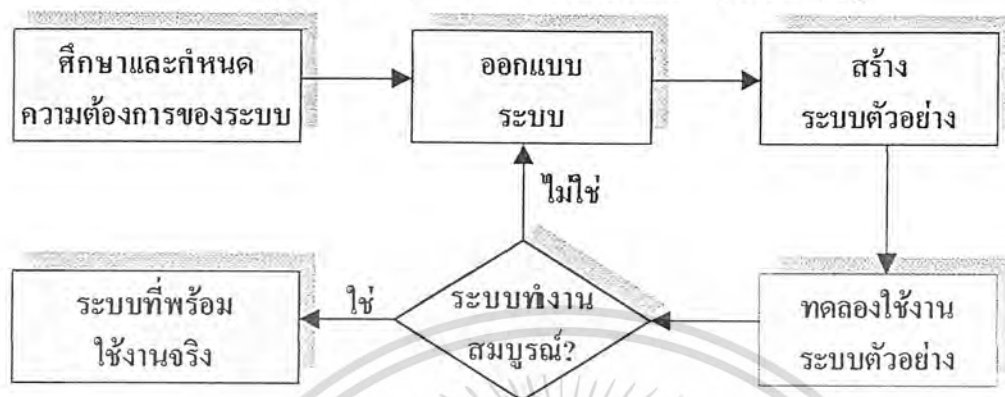 ศึกษาและกำหนด
ความต้องการของระบบ
ออกแบบ
ระบบ
สร้าง
ระบบตัวอย่าง
ไม่ใช่
ระบบที่พร้อม
ใช้งานจริง
ใช่
ระบบทำงาน
สมบูรณ์?
ทดลองใช้งาน
ระบบตัวอย่าง